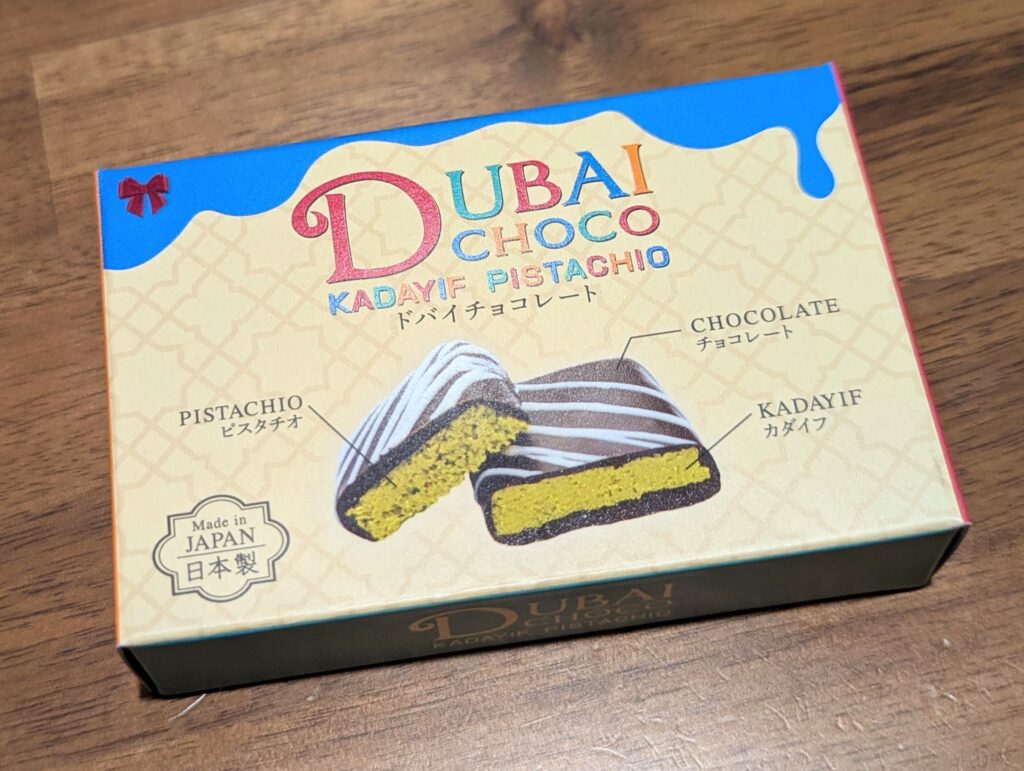 DUBAI
CHOCO
KADAYIF PISTACHIO
ドバイチョコレート
CHOCOLATE
チョコレート
PISTACHIO
ピスタチオ
KADAYIF
カダイフ
Made in
JAPAN
日本製
DUBAI
CHOCO
KADAYIF PISTACHIO